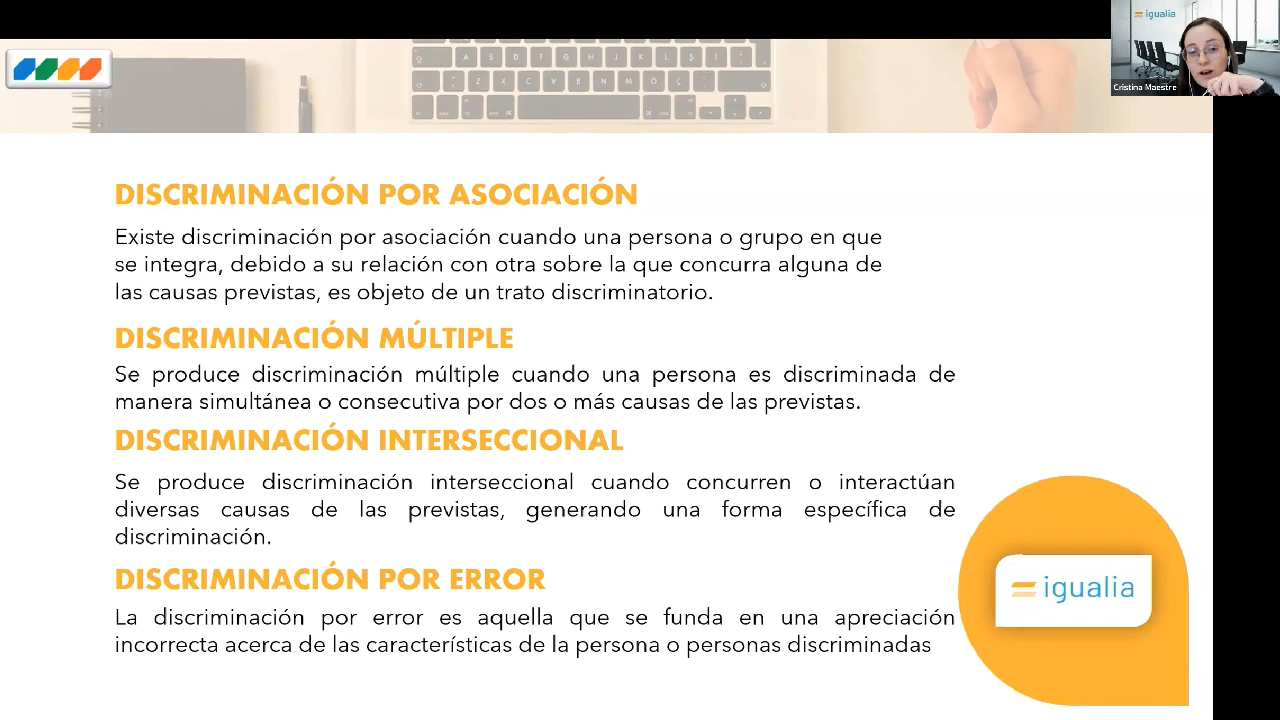 igualia
Cristina Maestre
DISCRIMINACIÓN POR ASOCIACIÓN
Existe discriminación por asociación cuando una persona o grupo en que
se integra, debido a su relación con otra sobre la que concurra alguna de
las causas previstas, es objeto de un trato discriminatorio.
DISCRIMINACIÓN MÚLTIPLE
Se produce discriminación múltiple cuando una persona es discriminada de
manera simultánea o consecutiva por dos o más causas de las previstas.
DISCRIMINACIÓN INTERSECCIONAL
Se produce discriminación interseccional cuando concurren o interactúan
diversas causas de las previstas, generando una forma específica de
discriminación.
DISCRIMINACIÓN POR ERROR
La discriminación por error es aquella que se funda en una apreciación
incorrecta acerca de las características de la persona o personas discriminadas
igualia